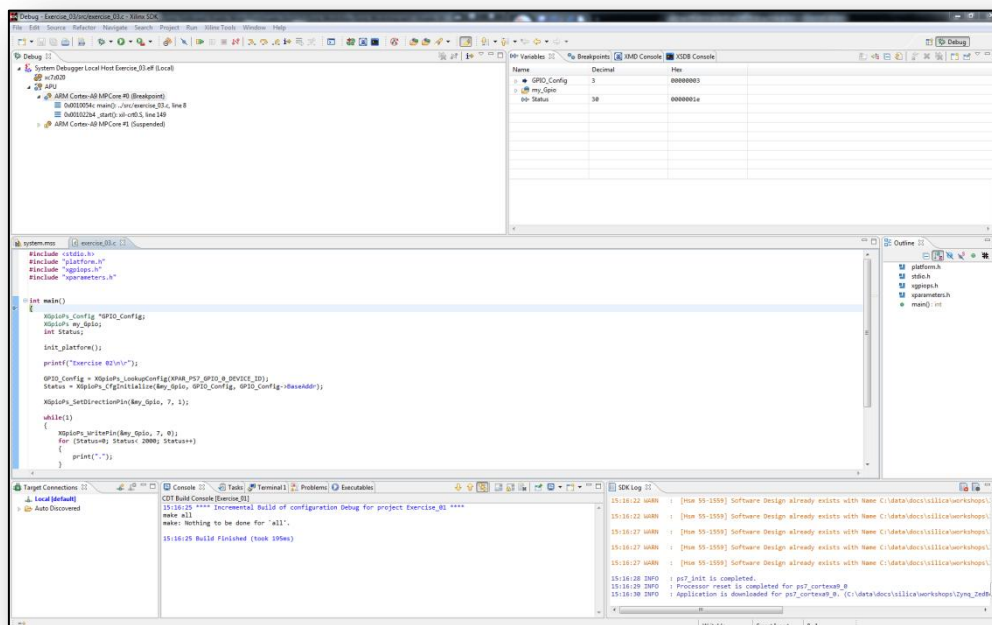 Debug - Exercise_03/src/exercise_03.c - Xilinx SDK
File Edit Source Refactor Navigate Search Project Run Xilinx Tools Window Help
Debug
Debug
System Debugger Local Host Exercise_03.elf (Local)
xc7z020
APU
ARM Cortex-A9 MPCore #0 (Breakpoint)
0x0010054c main(): ../src/exercise_03.c, line 8
0x001022b4 _start(): xil-crt0.S, line 149
ARM Cortex-A9 MPCore #1 (Suspended)
Variables Breakpoints XMD Console XSDB Console
Name Decimal Hex
GPIO_Config 3 00000003
my_Gpio
Status 30 0000001e
system.mss exercise_03.c
#include <stdio.h>
#include "platform.h"
#include "xgpiops.h"
#include "xparameters.h"
int main()
{
XGpioPs_Config *GPIO_Config;
XGpioPs my_Gpio;
int Status;
init_platform();
printf("Exercise 02\n\r");
GPIO_Config = XGpioPs_LookupConfig(XPAR_PS7_GPIO_0_DEVICE_ID);
Status = XGpioPs_CfgInitialize(&my_Gpio, GPIO_Config, GPIO_Config->BaseAddr);
XGpioPs_SetDirectionPin(&my_Gpio, 7, 1);
while(1)
{
XGpioPs_WritePin(&my_Gpio, 7, 0);
for (Status=0; Status< 2000; Status++)
{
print(".");
}
Outline
platform.h
stdio.h
xgpiops.h
xparameters.h
main() : int
Target Connections
Local [default]
Auto Discovered
Console Tasks Terminal 1 Problems Executables
CDT Build Console [Exercise_01]
15:16:25 **** Incremental Build of configuration Debug for project Exercise_01 ****
make all
make: Nothing to be done for `all'.
15:16:25 Build Finished (took 195ms)
SDK Log
15:16:22 WARN : [Hsm 55-1559] Software Design already exists with Name C:\data\docs\silica\workshops\
15:16:22 WARN : [Hsm 55-1559] Software Design already exists with Name C:\data\docs\silica\workshops\
15:16:27 WARN : [Hsm 55-1559] Software Design already exists with Name C:\data\docs\silica\workshops\
15:16:27 WARN : [Hsm 55-1559] Software Design already exists with Name C:\data\docs\silica\workshops\
15:16:27 WARN : [Hsm 55-1559] Software Design already exists with Name C:\data\docs\silica\workshops\
15:16:28 INFO : ps7_init is completed.
15:16:29 INFO : Processor reset is completed for ps7_cortexa9_0
15:16:30 INFO : Application is downloaded for ps7_cortexa9_0. (C:\data\docs\silica\workshops\Zynq_ZedB